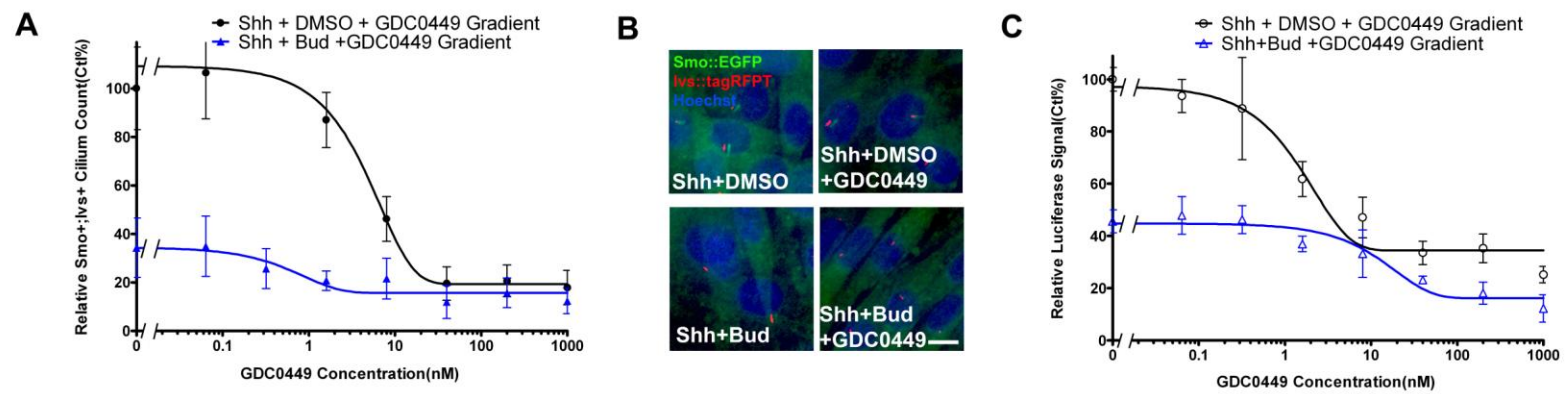 A
Shh + DMSO + GDC0449 Gradient
Shh + Bud +GDC0449 Gradient
Relative Smo+;Ivs+ Cilium Count(Ctl%)
100
80
60
40
20
0
0 0.1 1 10 100 1000
GDC0449 Concentration(nM)
B
Smo::EGFP
Ivs::tagRFPT
Hoechst
Shh+DMSO
Shh+DMSO
+GDC0449
Shh+Bud
Shh+Bud
+GDC0449
C
Shh + DMSO + GDC0449 Gradient
Shh+Bud +GDC0449 Gradient
Relative Luciferase Signal(Ctl%)
100
80
60
40
20
0
0 0.1 1 10 100 1000
GDC0449 Concentration(nM)